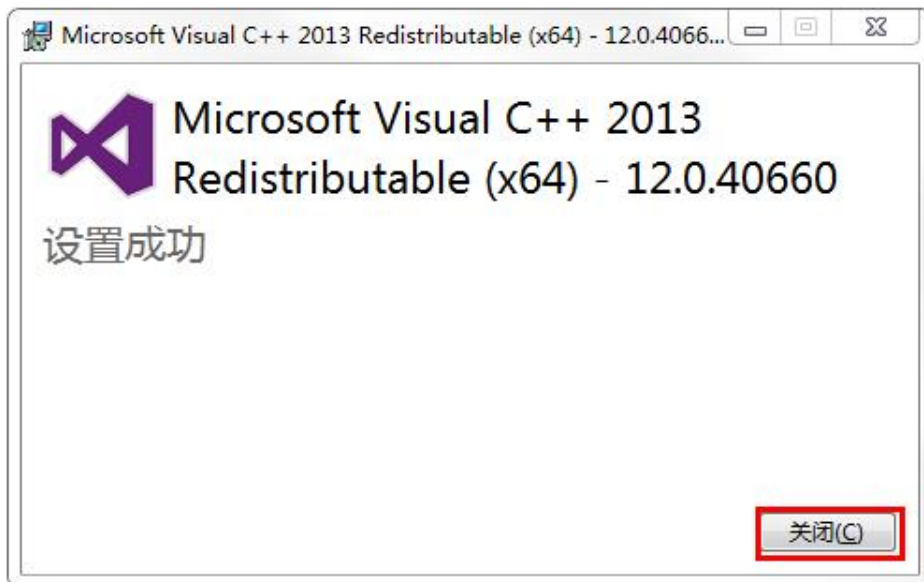 Microsoft Visual C++ 2013 Redistributable (x64) - 12.0.4066...
Microsoft Visual C++ 2013
Redistributable (x64) - 12.0.40660
设置成功
关闭(C)